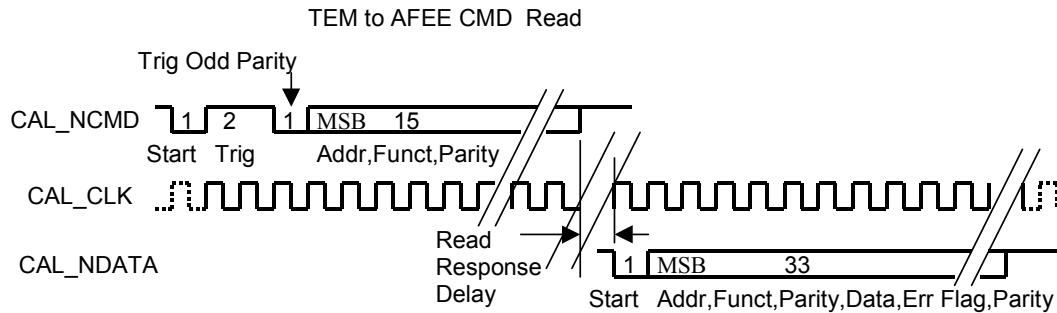 TEM to AFEE CMD Read
Trig Odd Parity
CAL_NCMD 1 2 1 MSB 15
Start Trig Addr,Funct,Parity
CAL_CLK
Read
Response
Delay
CAL_NDATA 1 MSB 33
Start Addr,Funct,Parity,Data,Err Flag,Parity